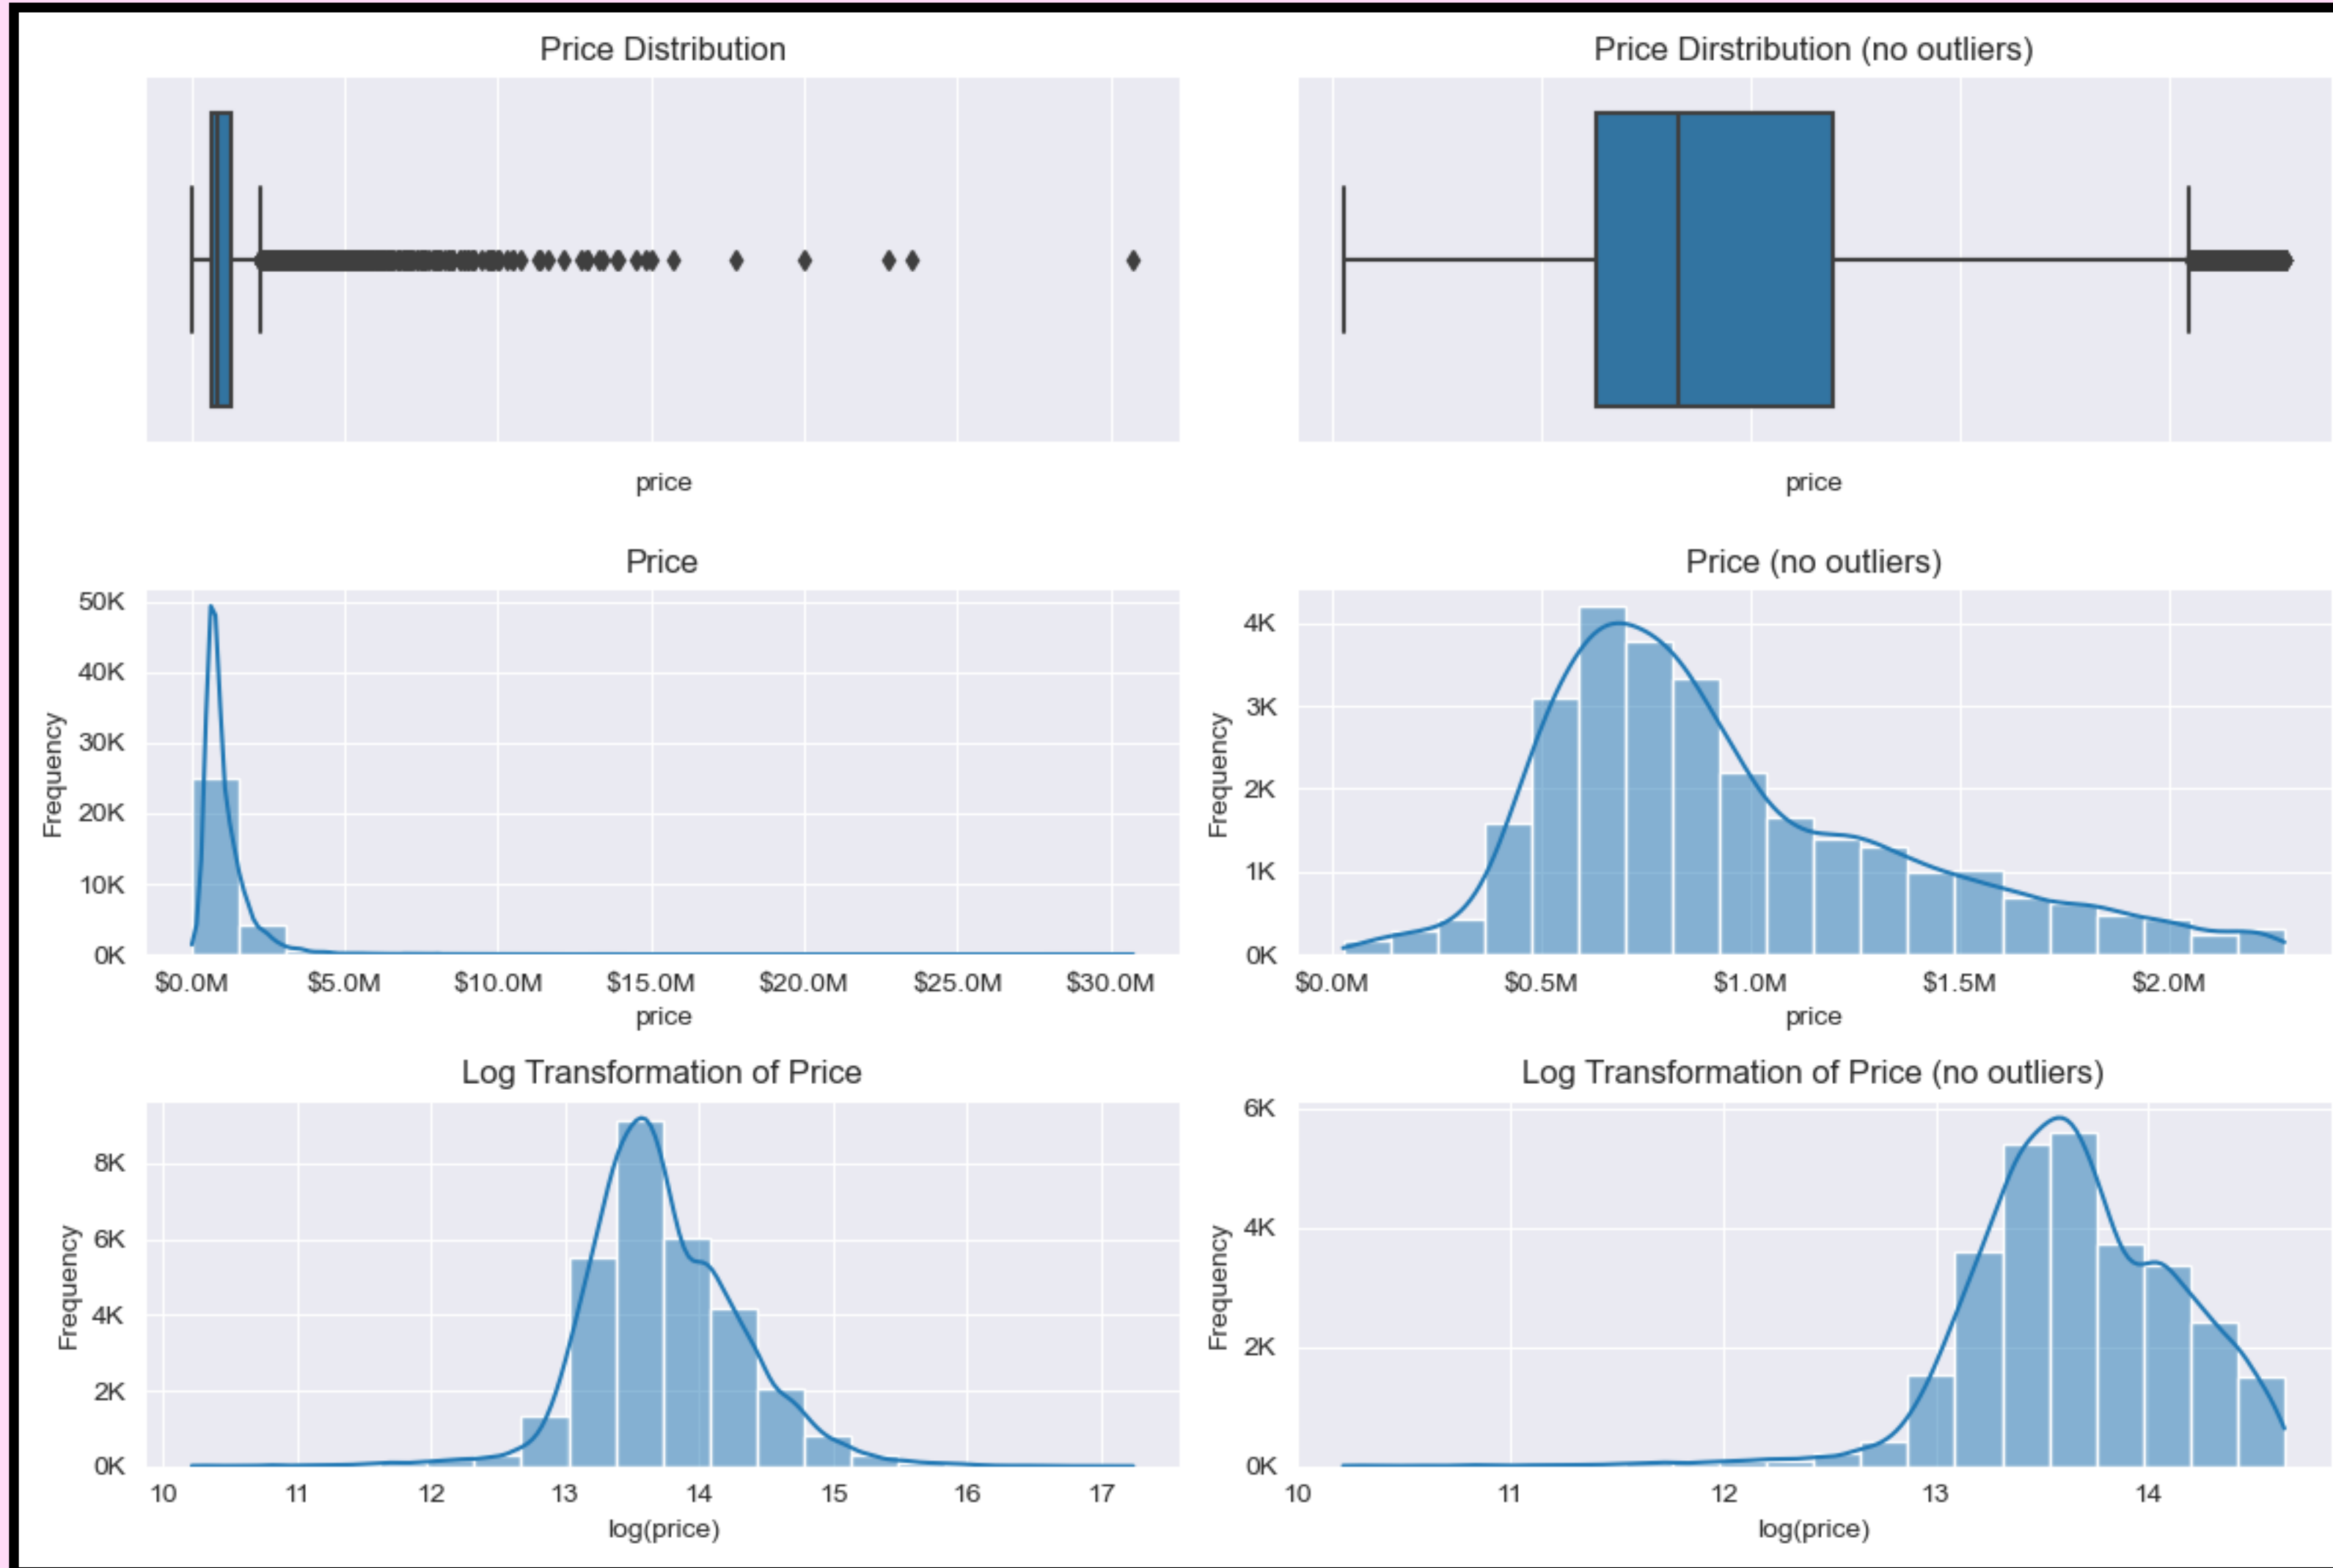 Price Distribution
price
Price Dirstribution (no outliers)
price
Price
50K
40K
30K
20K
10K
0K
Frequency
$0.0M $5.0M $10.0M $15.0M $20.0M $25.0M $30.0M
price
Price (no outliers)
4K
3K
2K
1K
0K
Frequency
$0.0M $0.5M $1.0M $1.5M $2.0M
price
Log Transformation of Price
8K
6K
4K
2K
0K
Frequency
10 11 12 13 14 15 16 17
log(price)
Log Transformation of Price (no outliers)
6K
4K
2K
0K
Frequency
10 11 12 13 14
log(price)